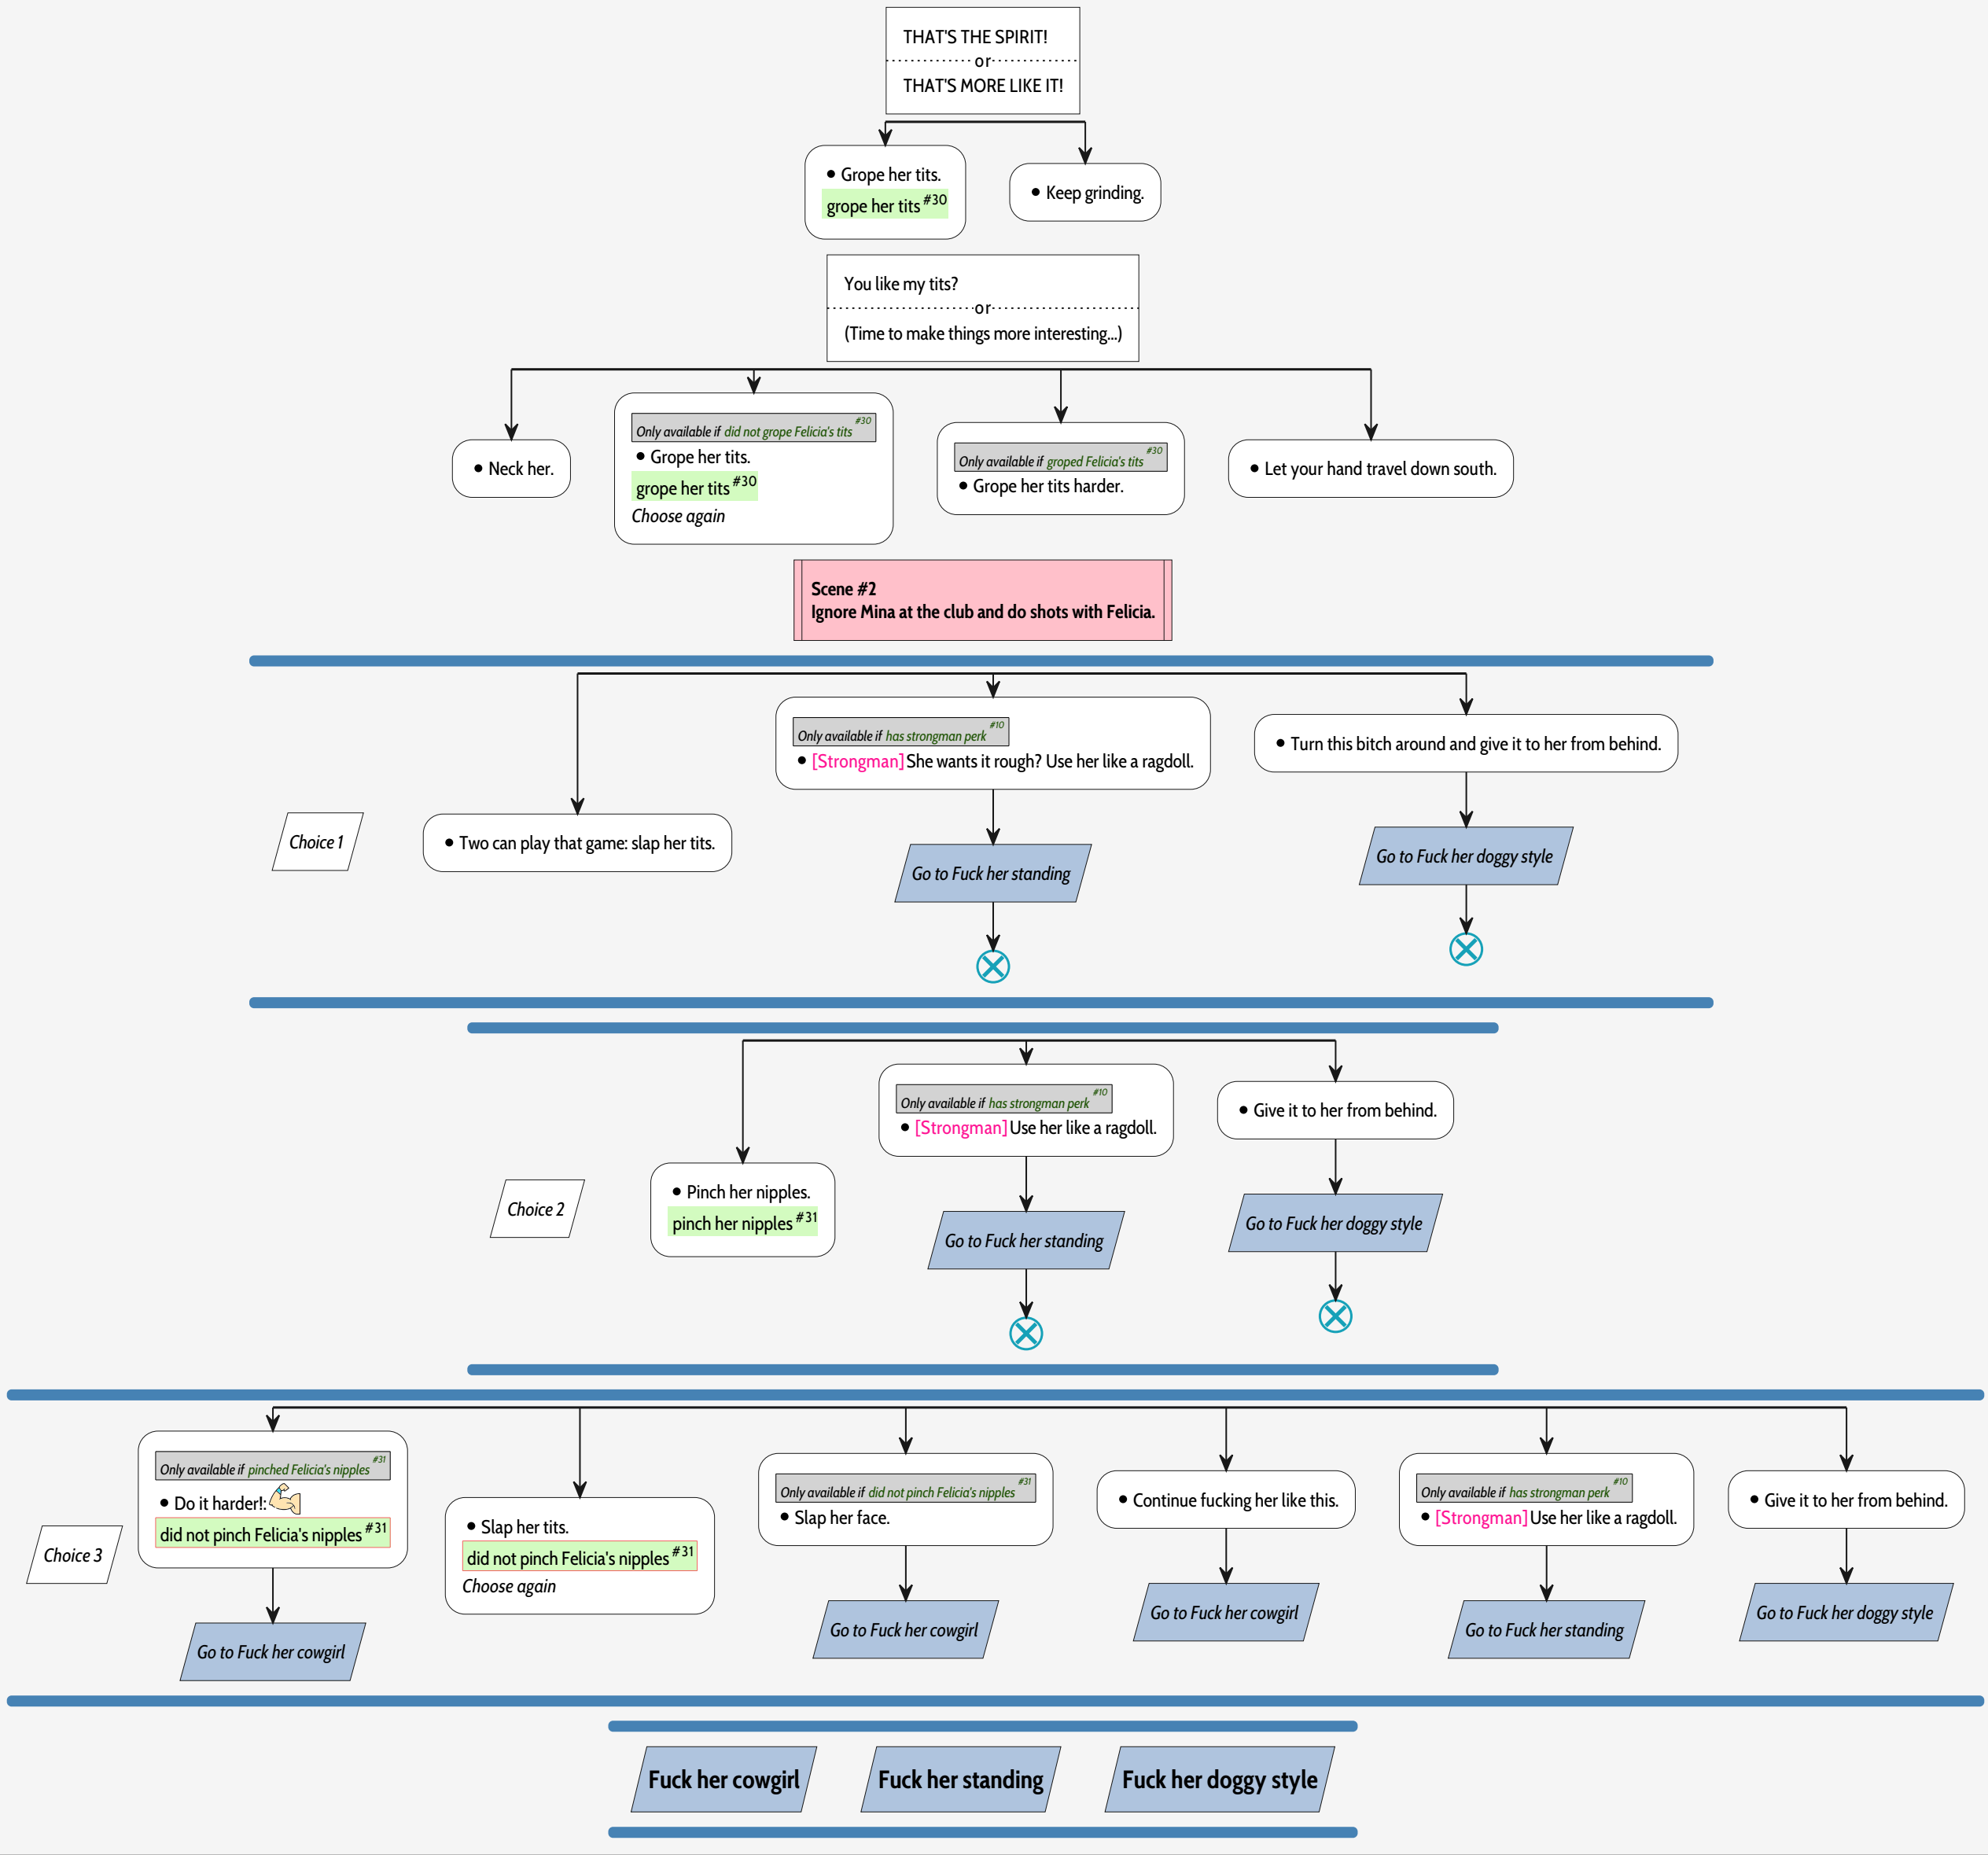 THAT'S THE SPIRIT!
or
THAT'S MORE LIKE IT!
• Grope her tits.
grope her tits #30
• Keep grinding.
You like my tits?
or
(Time to make things more interesting...)
• Neck her.
Only available if did not grope Felicia's tits #30
• Grope her tits.
grope her tits #30
Choose again
Only available if groped Felicia's tits #30
• Grope her tits harder.
• Let your hand travel down south.
Scene #2
Ignore Mina at the club and do shots with Felicia.
Choice 1
• Two can play that game: slap her tits.
Only available if has strongman perk #10
• [Strongman] She wants it rough? Use her like a ragdoll.
Go to Fuck her standing
• Turn this bitch around and give it to her from behind.
Go to Fuck her doggy style
Choice 2
• Pinch her nipples.
pinch her nipples #31
Only available if has strongman perk #10
• [Strongman] Use her like a ragdoll.
Go to Fuck her standing
• Give it to her from behind.
Go to Fuck her doggy style
Choice 3
Only available if pinched Felicia's nipples #31
• Do it harder!:
did not pinch Felicia's nipples #31
Go to Fuck her cowgirl
• Slap her tits.
did not pinch Felicia's nipples #31
Choose again
Only available if did not pinch Felicia's nipples #31
• Slap her face.
Go to Fuck her cowgirl
• Continue fucking her like this.
Go to Fuck her cowgirl
Only available if has strongman perk #10
• [Strongman] Use her like a ragdoll.
Go to Fuck her standing
• Give it to her from behind.
Go to Fuck her doggy style
Fuck her cowgirl
Fuck her standing
Fuck her doggy style